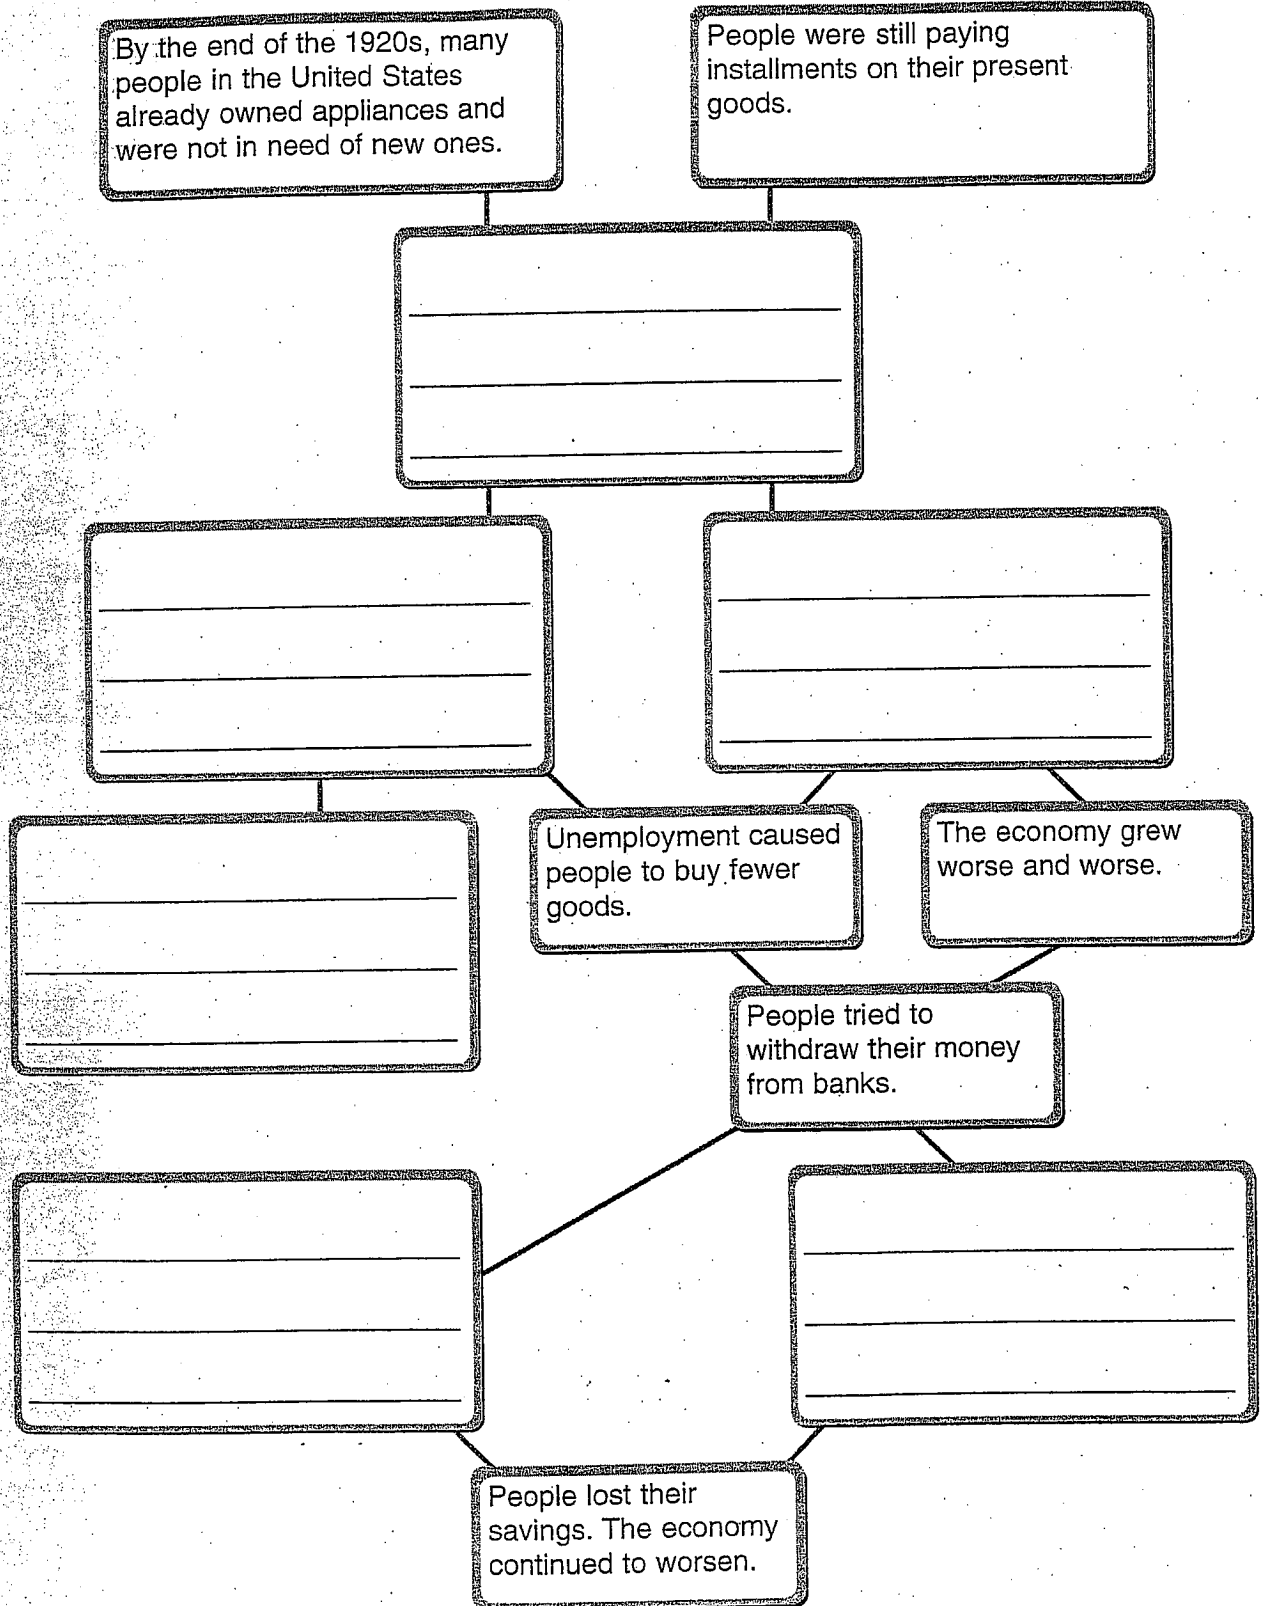 By the end of the 1920s, many
people in the United States
already owned appliances and
were not in need of new ones.
People were still paying
installments on their present
goods.
Unemployment caused
people to buy fewer
goods.
The economy grew
worse and worse.
People tried to
withdraw their money
from banks.
People lost their
savings. The economy
continued to worsen.